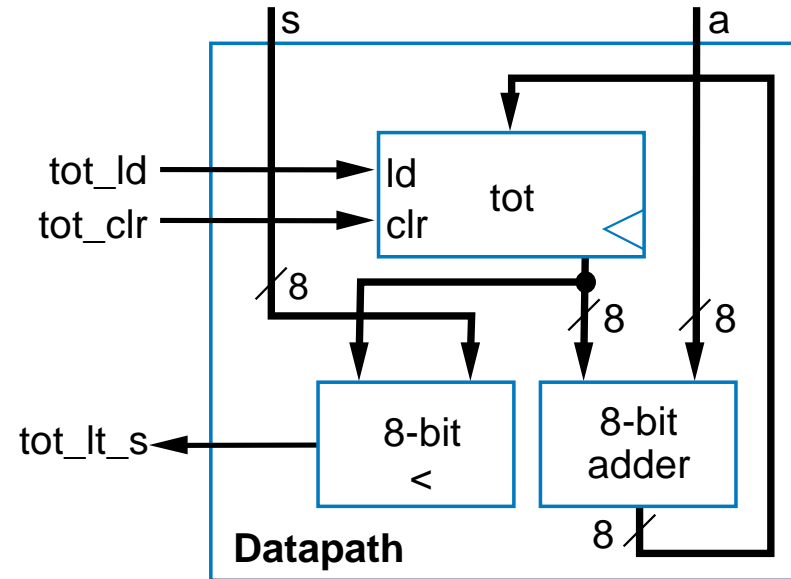 s
a
tot_ld
ld
tot
tot_clr
clr
8
8
8
8-bit
<
8-bit
adder
tot_lt_s
8
Datapath